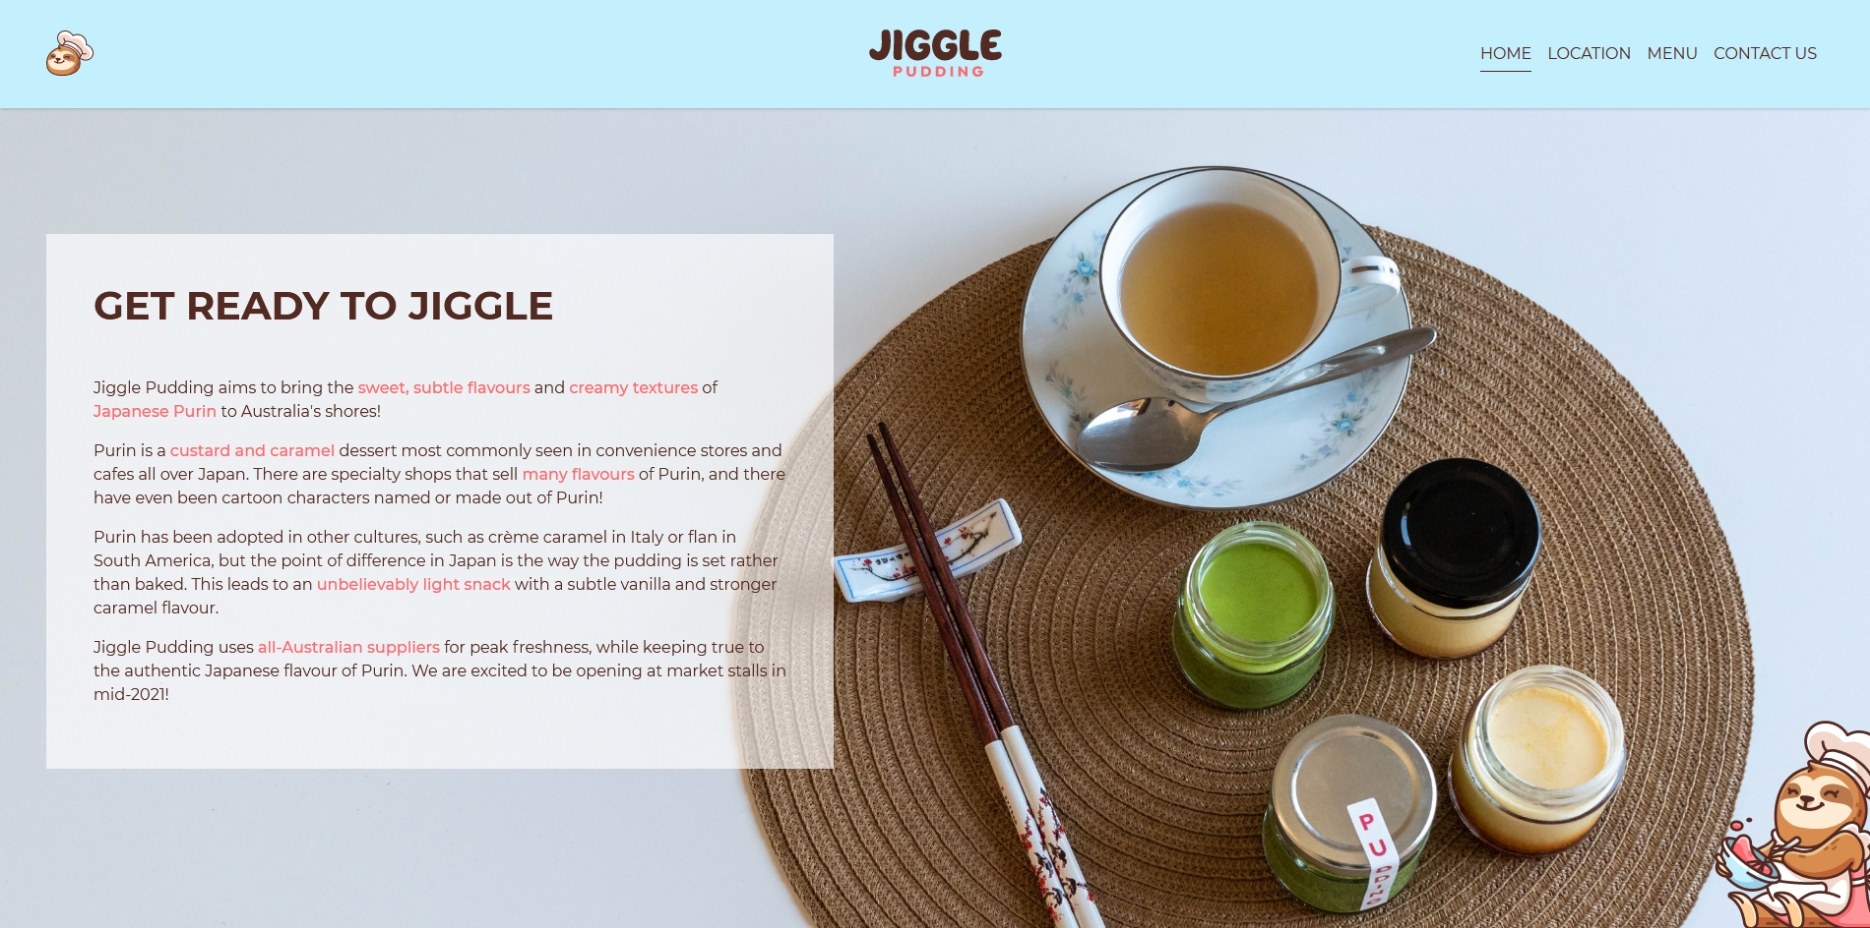 JIGGLE
PUDDING
HOME LOCATION MENU CONTACT US
GET READY TO JIGGLE
Jiggle Pudding aims to bring the sweet, subtle flavours and creamy textures of
Japanese Purin to Australia's shores!
Purin is a custard and caramel dessert most commonly seen in convenience stores and
cafes all over Japan. There are specialty shops that sell many flavours of Purin, and there
have even been cartoon characters named or made out of Purin!
Purin has been adopted in other cultures, such as crème caramel in Italy or flan in
South America, but the point of difference in Japan is the way the pudding is set rather
than baked. This leads to an unbelievably light snack with a subtle vanilla and stronger
caramel flavour.
Jiggle Pudding uses all-Australian suppliers for peak freshness, while keeping true to
the authentic Japanese flavour of Purin. We are excited to be opening at market stalls in
mid-2021!
PUDDING